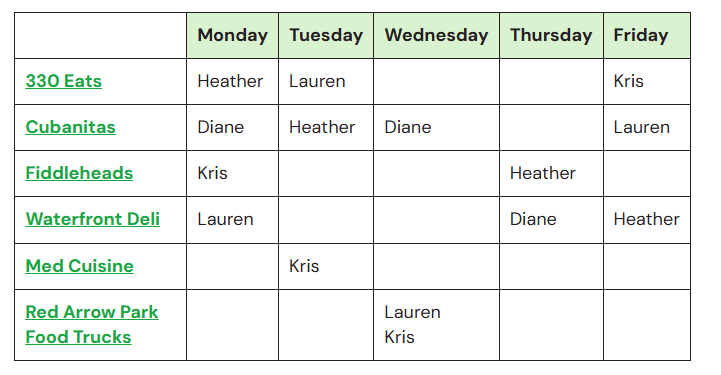 Monday Tuesday Wednesday Thursday Friday
330 Eats Heather Lauren Kris
Cubanitas Diane Heather Diane Lauren
Fiddleheads Kris Heather
Waterfront Deli Lauren Diane Heather
Med Cuisine Kris
Red Arrow Park Lauren
Food Trucks Kris